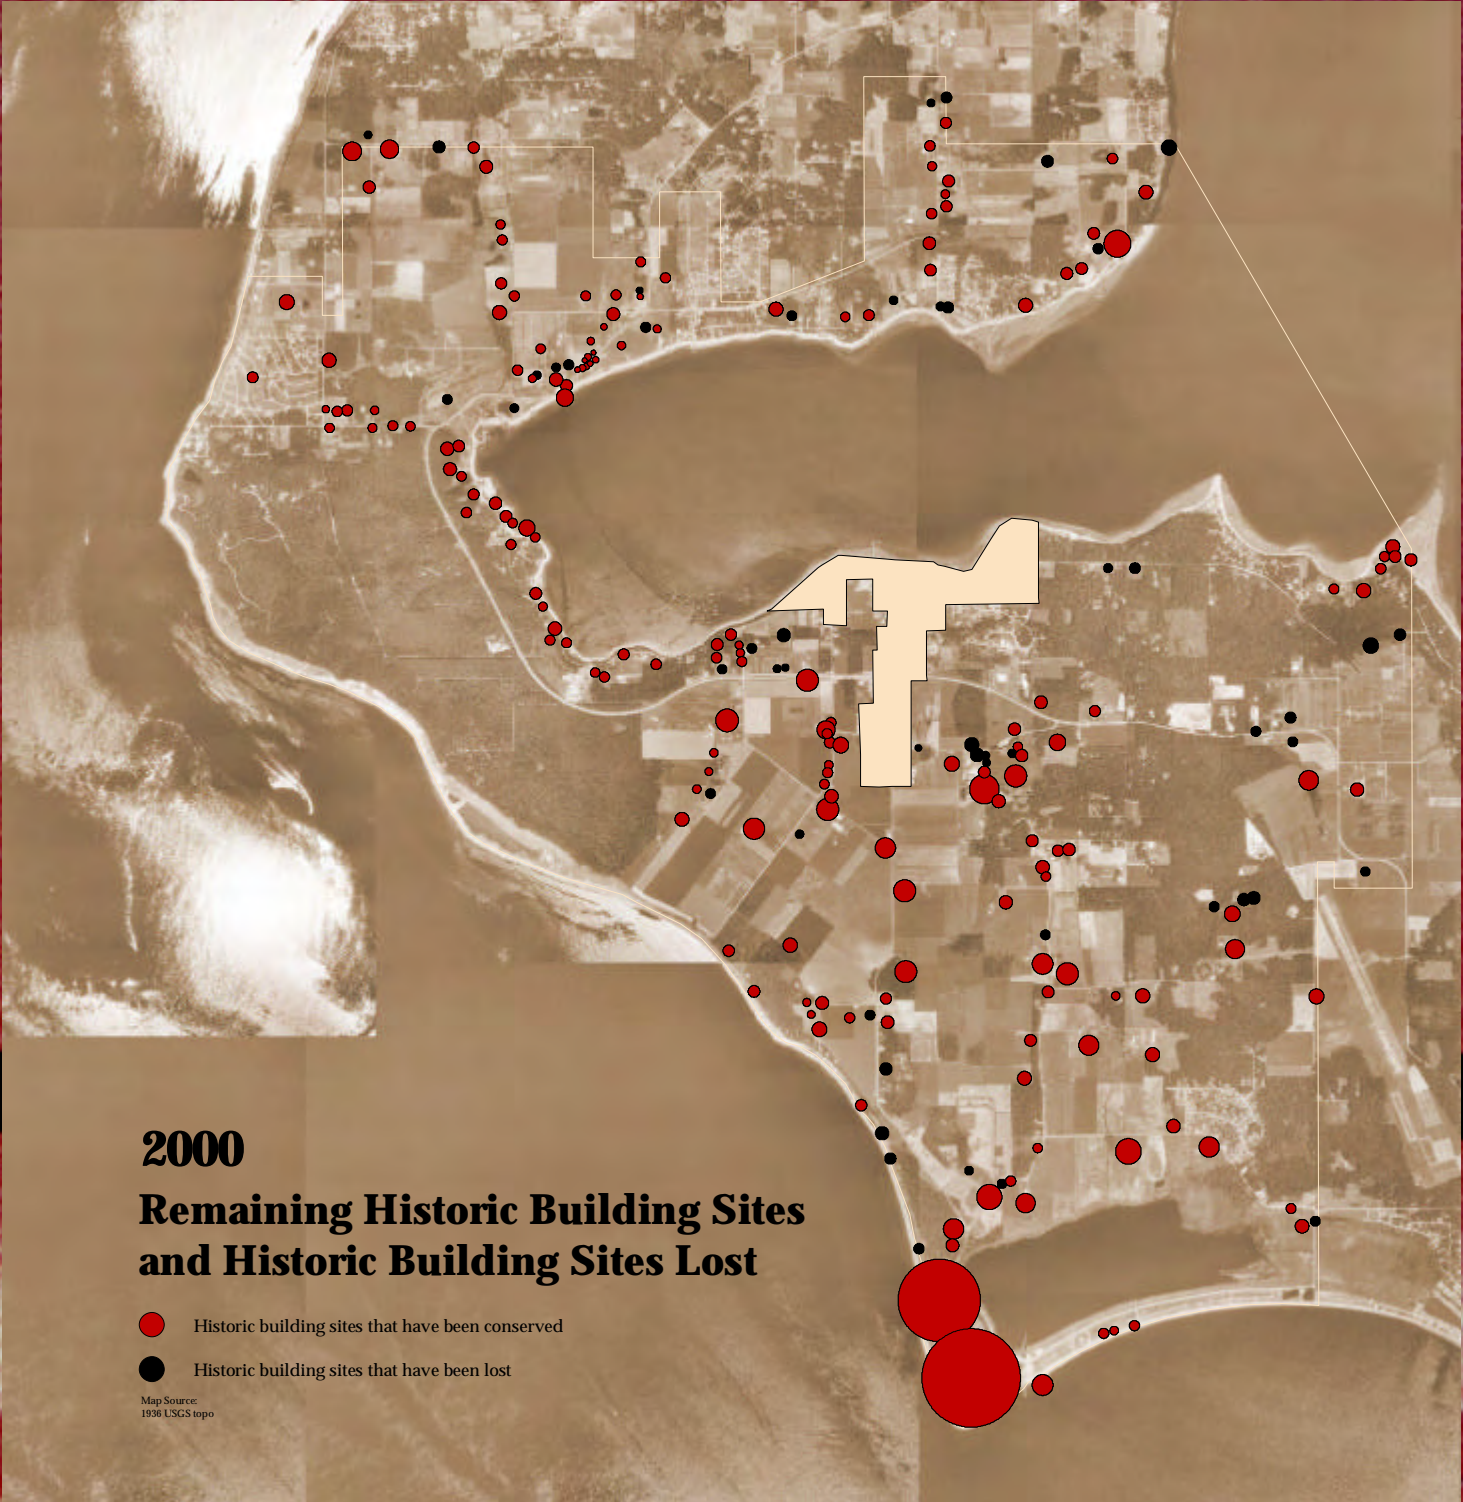 2000
Remaining Historic Building Sites
and Historic Building Sites Lost
Historic building sites that have been conserved
Historic building sites that have been lost
Map Source:
1936 USGS topo